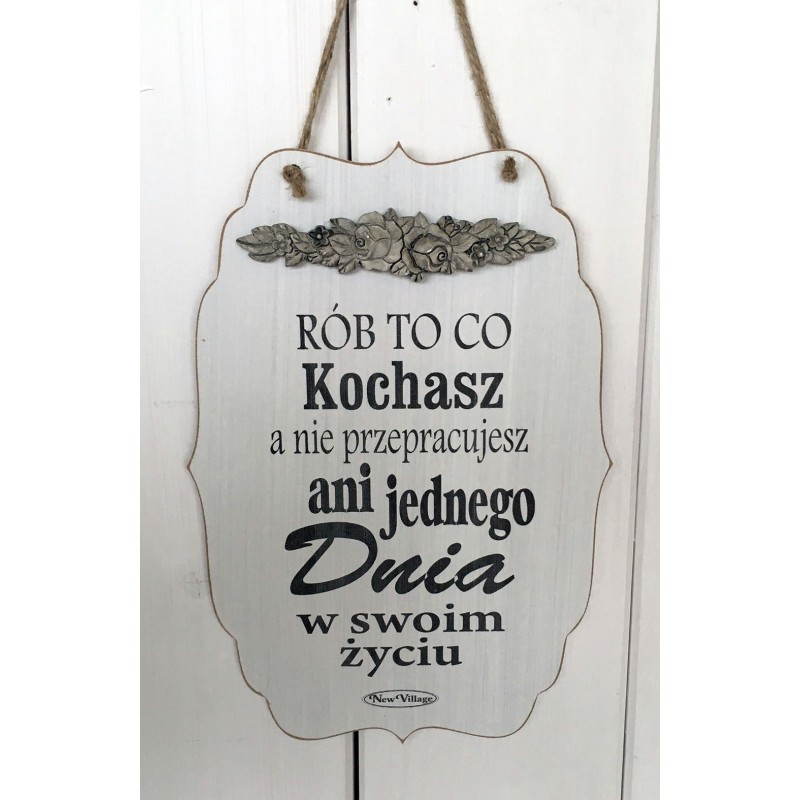 RÓB TO CO
Kochasz
a nie przepracujesz
ani jednego
Dnia
w swoim
życiu
New Village